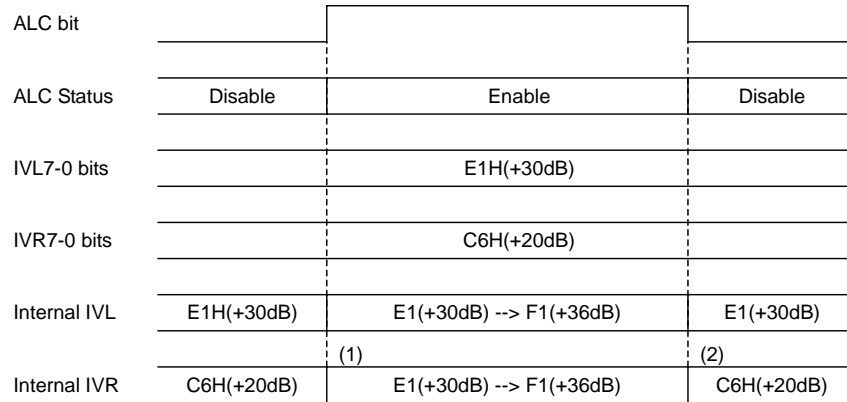 ALC bit
ALC Status Disable Enable Disable
IVL7-0 bits E1H(+30dB)
IVR7-0 bits C6H(+20dB)
Internal IVL E1H(+30dB) E1(+30dB) --> F1(+36dB) E1(+30dB)
(1) (2)
Internal IVR C6H(+20dB) E1(+30dB) --> F1(+36dB) C6H(+20dB)